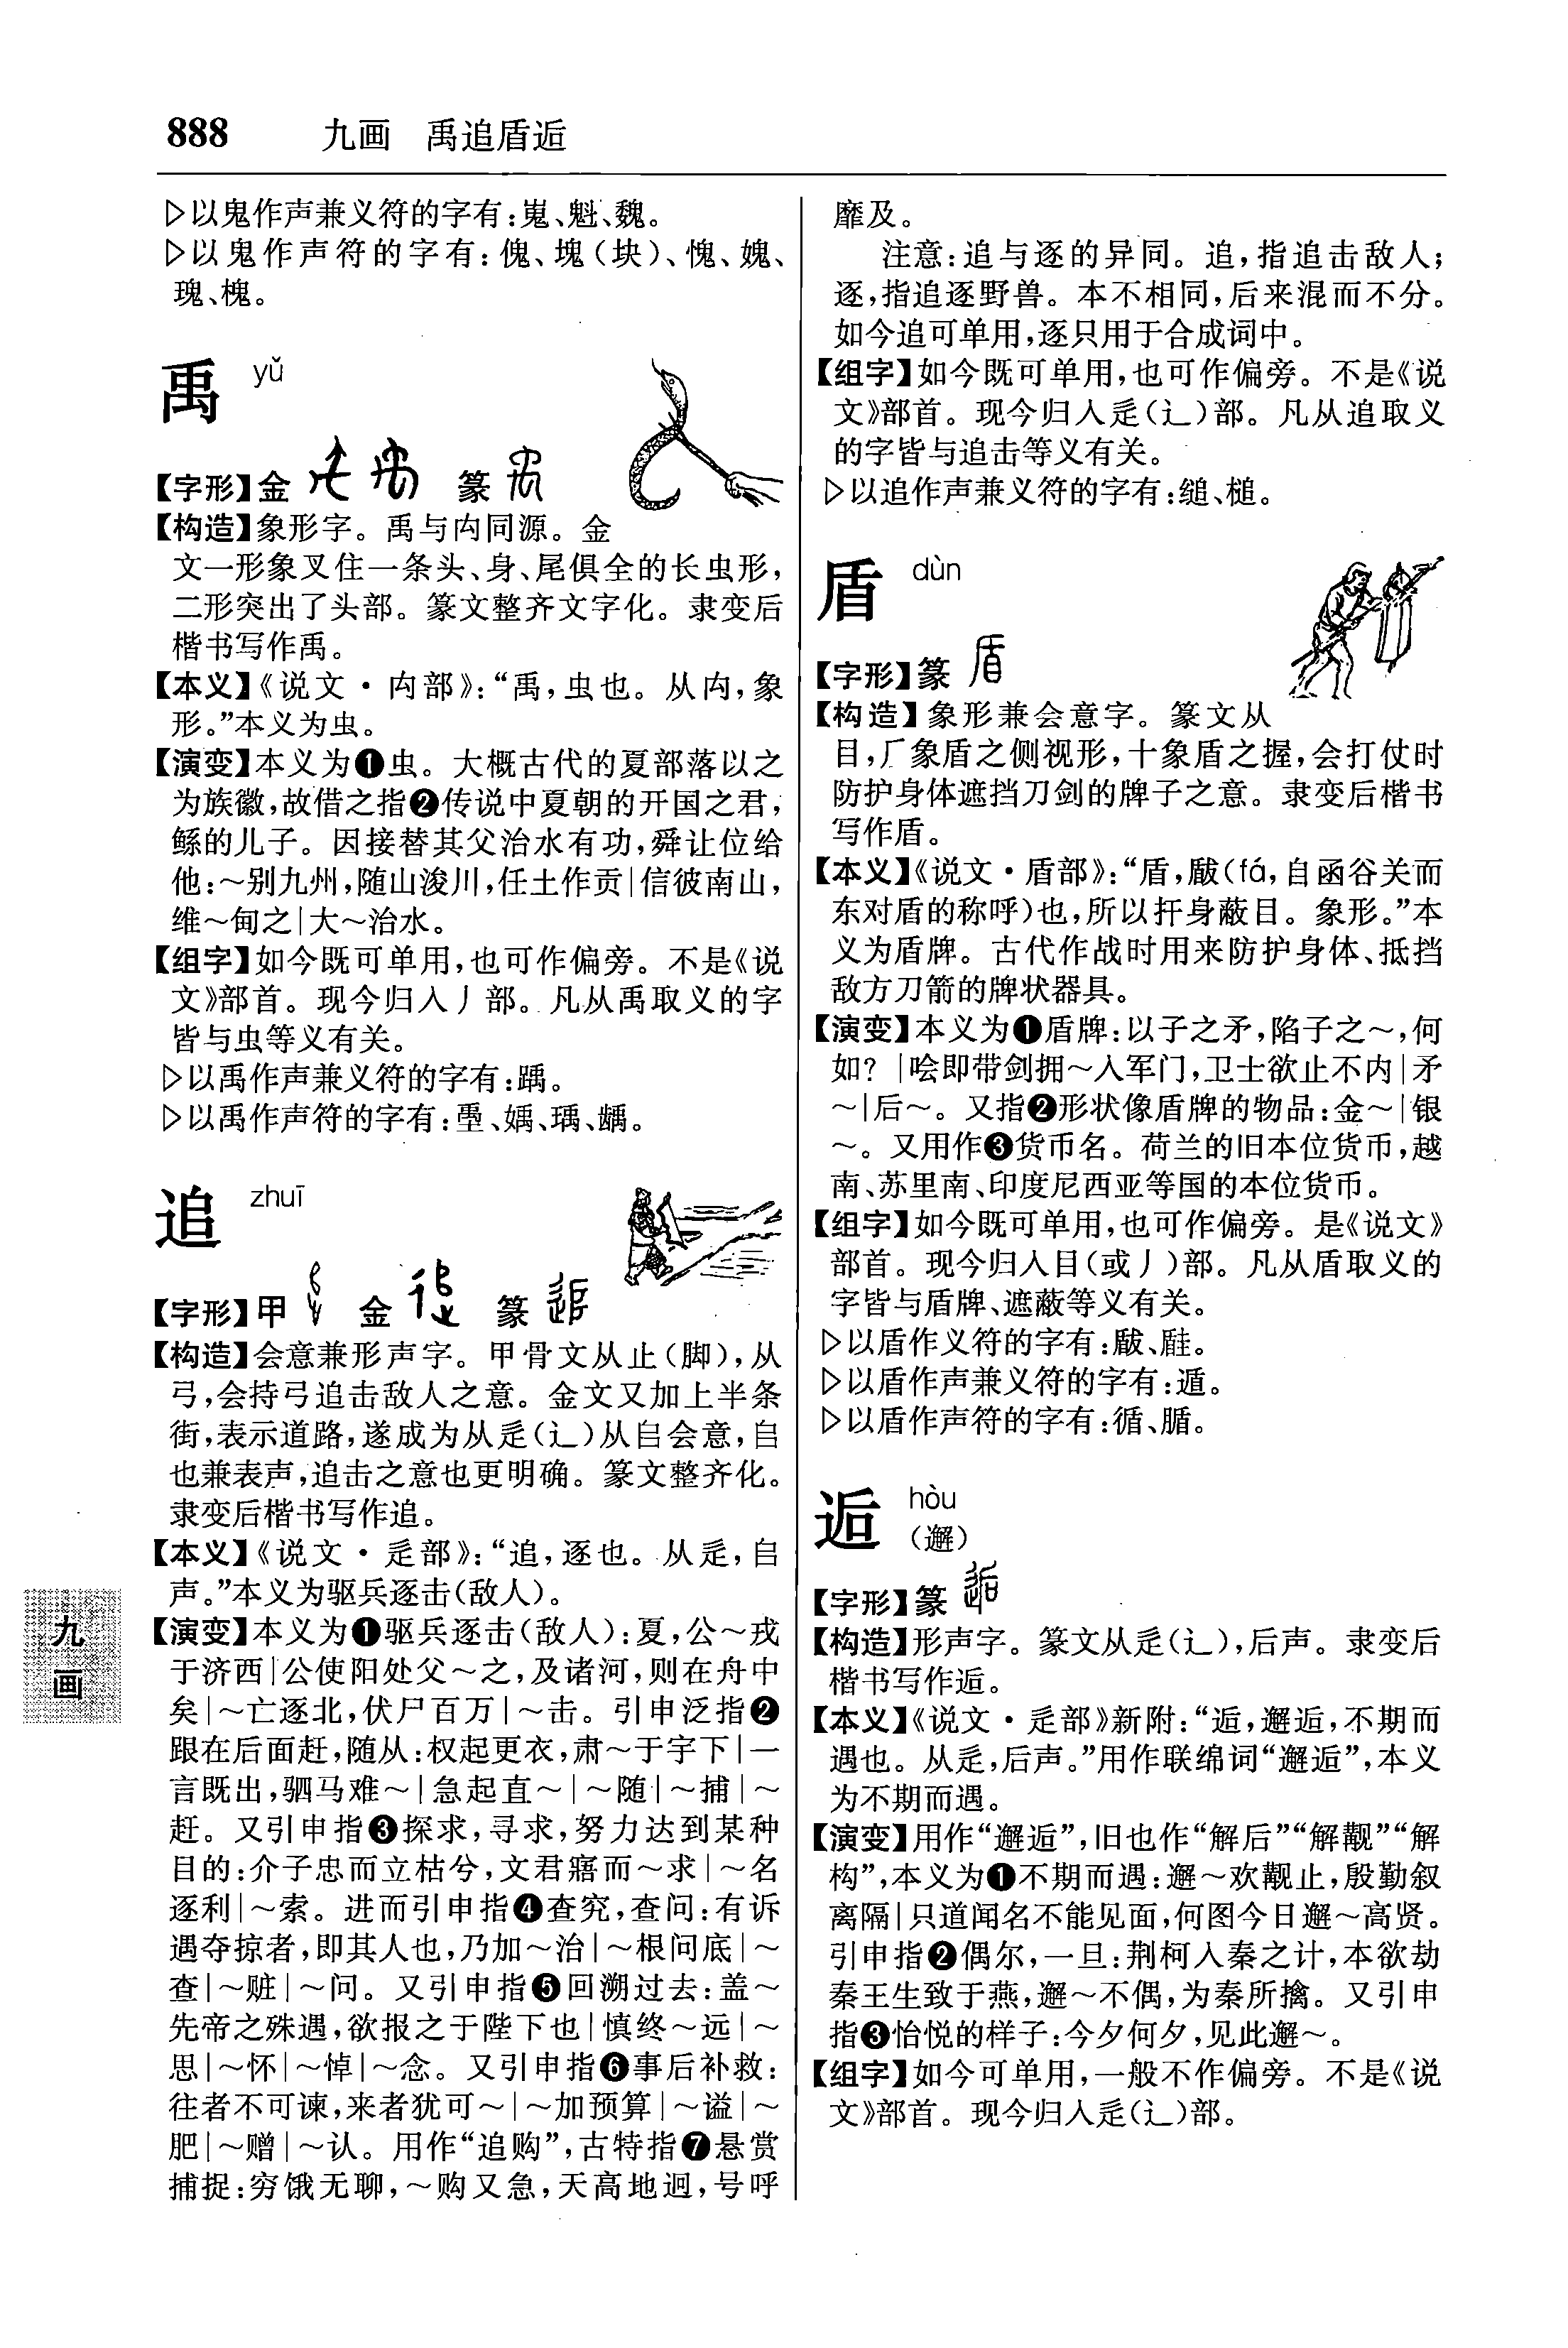 888 九画 禹追盾逅
▷以鬼作声兼义符的字有:嵬、魁、魏。
▷以鬼作声符的字有:傀、塊(块)、愧、媿、
瑰、槐。
禹 yǔ
【字形】金 篆
【构造】象形字。禹与禸同源。金
文一形象叉住一条头、身、尾俱全的长虫形,
二形突出了头部。篆文整齐文字化。隶变后
楷书写作禹。
【本义】《说文·禸部》:“禹,虫也。从禸,象
形。”本义为虫。
【演变】本义为❶虫。大概古代的夏部落以之
为族徽,故借之指❷传说中夏朝的开国之君,
鲧的儿子。因接替其父治水有功,舜让位给
他:~别九州,随山浚川,任土作贡|信彼南山,
维~甸之|大~治水。
【组字】如今既可单用,也可作偏旁。不是《说
文》部首。现今归入丿部。凡从禹取义的字
皆与虫等义有关。
▷以禹作声兼义符的字有:踽。
▷以禹作声符的字有:、娱、瑀、龋。
追 zhuī
【字形】甲 金 篆
【构造】会意兼形声字。甲骨文从止(脚),从
弓,会持弓追击敌人之意。金文又加上半条
街,表示道路,遂成为从辵(辶)从𠂤会意,𠂤
也兼表声,追击之意也更明确。篆文整齐化。
隶变后楷书写作追。
【本义】《说文·辵部》:“追,逐也。从辵,𠂤
声。”本义为驱兵逐击(敌人)。
【演变】本义为❶驱兵逐击(敌人):夏,公~戎
于济西|公使阳处父~之,及诸河,则在舟中
矣|~亡逐北,伏尸百万|~击。引申泛指❷
跟在后面赶,随从:权起更衣,肃~于宇下|一
言既出,驷马难~|急起直~|~随|~捕|~
赶。又引申指❸探求,寻求,努力达到某种
目的:介子忠而立枯兮,文君寤而~求|~名
逐利|~索。进而引申指❹查究,查问:有诉
遇夺掠者,即其人也,乃加~治|~根问底|~
查|~赃|~问。又引申指❺回溯过去:盖~
先帝之殊遇,欲报之于陛下也|慎终~远|~
思|~怀|~悼|~念。又引申指❻事后补救:
往者不可谏,来者犹可~|~加预算|~谥|~
肥|~赠|~认。用作“追购”,古特指❼悬赏
捕捉:穷饿无聊,~购又急,天高地迥,号呼
九
画
靡及。
注意:追与逐的异同。追,指追击敌人;
逐,指追逐野兽。本不相同,后来混而不分。
如今追可单用,逐只用于合成词中。
【组字】如今既可单用,也可作偏旁。不是《说
文》部首。现今归入辵(辶)部。凡从追取义
的字皆与追击等义有关。
▷以追作声兼义符的字有:缒、槌。
盾 dùn
【字形】篆
【构造】象形兼会意字。篆文从
目,厂象盾之侧视形,十象盾之握,会打仗时
防护身体遮挡刀剑的牌子之意。隶变后楷书
写作盾。
【本义】《说文·盾部》:“盾,瞂(fá,自函谷关而
东对盾的称呼)也,所以扞身蔽目。象形。”本
义为盾牌。古代作战时用来防护身体、抵挡
敌方刀箭的牌状器具。
【演变】本义为❶盾牌:以子之矛,陷子之~,何
如?|哙即带剑拥~入军门,卫士欲止不内|矛
~|后~。又指❷形状像盾牌的物品:金~|银
~。又用作❸货币名。荷兰的旧本位货币,越
南、苏里南、印度尼西亚等国的本位货币。
【组字】如今既可单用,也可作偏旁。是《说文》
部首。现今归入目(或丿)部。凡从盾取义的
字皆与盾牌、遮蔽等义有关。
▷以盾作义符的字有:瞂、䵋。
▷以盾作声兼义符的字有:遁。
▷以盾作声符的字有:循、腯。
逅 hòu
(邂)
【字形】篆
【构造】形声字。篆文从辵(辶),后声。隶变后
楷书写作逅。
【本义】《说文·辵部》新附:“逅,邂逅,不期而
遇也。从辵,后声。”用作联绵词“邂逅”,本义
为不期而遇。
【演变】用作“邂逅”,旧也作“解后”“解觏”“解
构”,本义为❶不期而遇:邂~欢觏止,殷勤叙
离隔|只道闻名不能见面,何图今日邂~高贤。
引申指❷偶尔,一旦:荆柯入秦之计,本欲劫
秦王生致于燕,邂~不偶,为秦所擒。又引申
指❸怡悦的样子:今夕何夕,见此邂~。
【组字】如今可单用,一般不作偏旁。不是《说
文》部首。现今归入辵(辶)部。